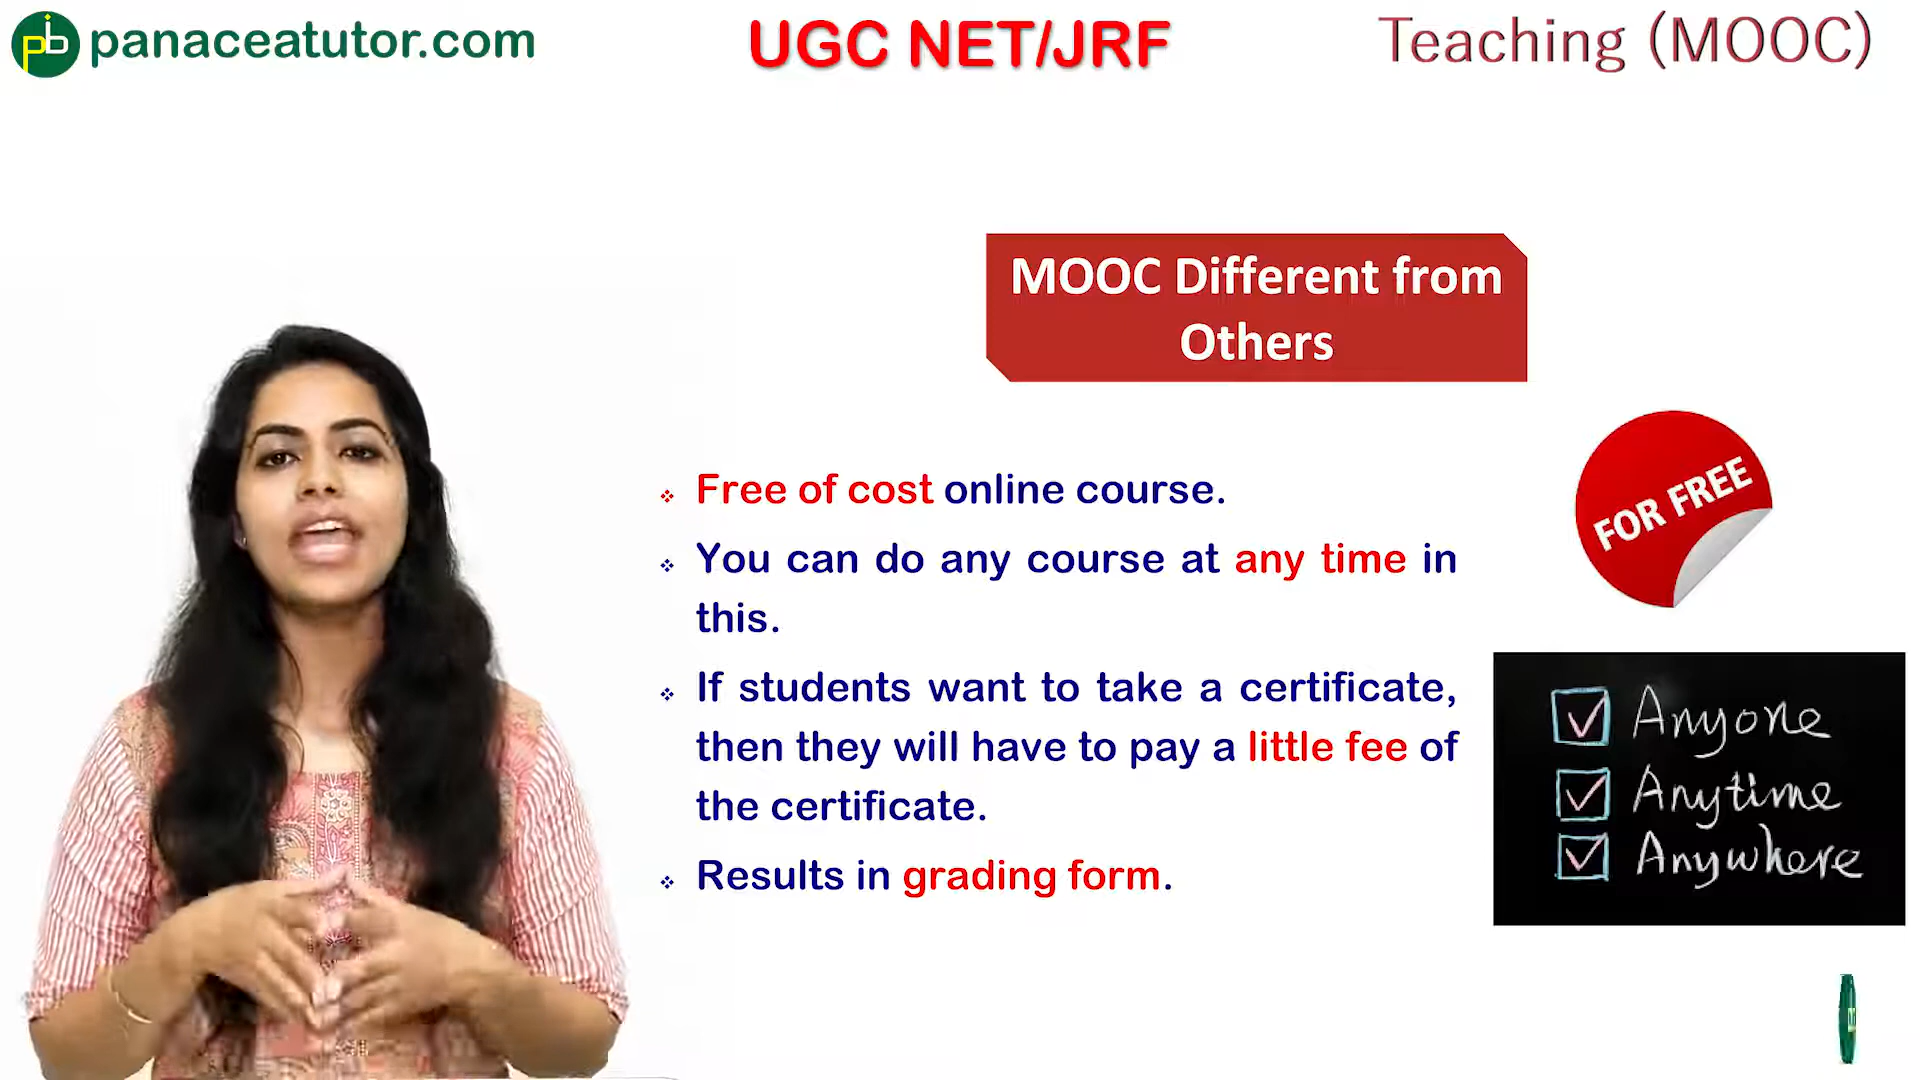 panaceatutor.com
UGC NET/JRF
Teaching (MOOC)
MOOC Different from
Others
Free of cost online course.
You can do any course at any time in
this.
If students want to take a certificate,
then they will have to pay a little fee of
the certificate.
Results in grading form.
FOR FREE
Anyone
Anytime
Anywhere